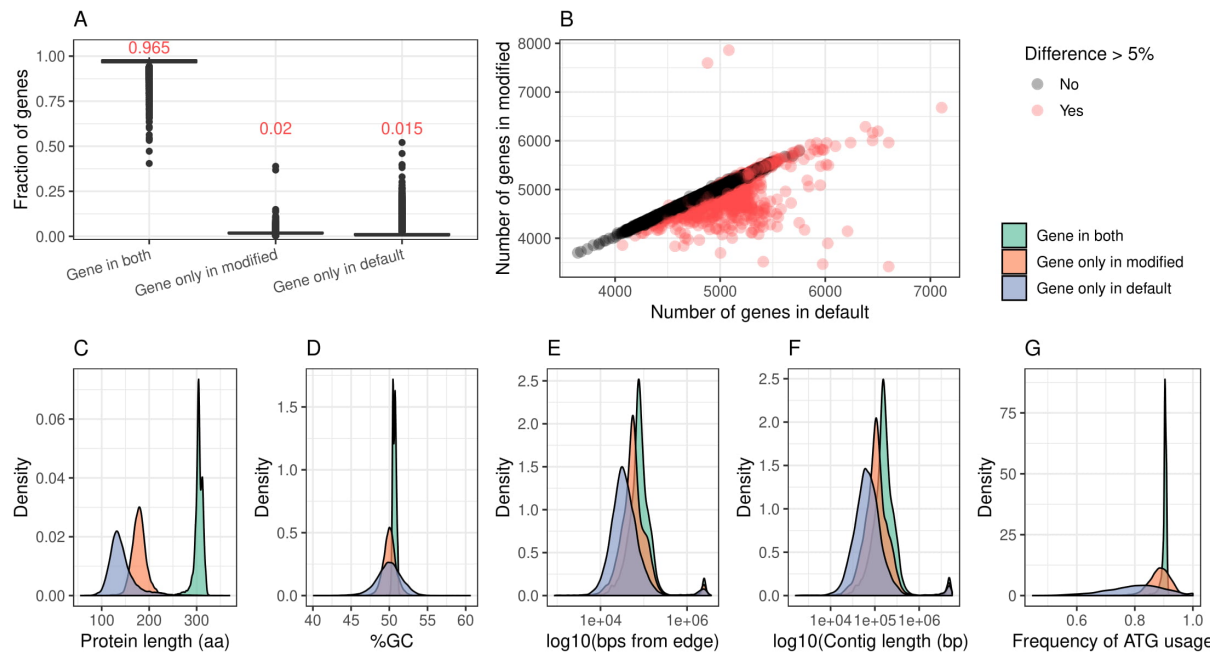 A
1.00
0.75
0.50
0.25
0.00
Fraction of genes
0.965
0.02
0.015
Gene in both
Gene only in modified
Gene only in default
B
8000
7000
6000
5000
4000
Number of genes in modified
4000
5000
6000
7000
Number of genes in default
Difference > 5%
No
Yes
Gene in both
Gene only in modified
Gene only in default
C
0.06
0.04
0.02
0.00
Density
100
200
300
Protein length (aa)
D
1.5
1.0
0.5
0.0
Density
40
45
50
55
60
%GC
E
2.5
2.0
1.5
1.0
0.5
0.0
Density
1e+04
1e+06
log10(bps from edge)
F
2.5
2.0
1.5
1.0
0.5
0.0
Density
1e+04
1e+05
1e+06
log10(Contig length (bp)
G
75
50
25
0
Density
0.6
0.8
1.0
Frequency of ATG usage